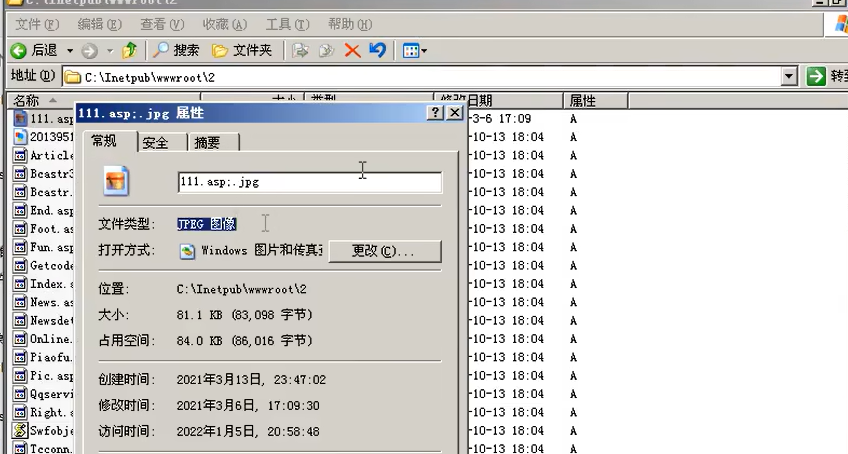 C:\Inetpub\wwwroot\2
文件(F) 编辑(E) 查看(V) 收藏(A) 工具(T) 帮助(H)
后退 搜索 文件夹
地址(D) C:\Inetpub\wwwroot\2 转到
名称 大小 类型 修改日期 属性
111.asp;.jpg 属性
常规 安全 摘要
111.asp;.jpg
文件类型: JPEG 图像
打开方式: Windows 图片和传真 更改(C)...
位置: C:\Inetpub\wwwroot\2
大小: 81.1 KB (83,098 字节)
占用空间: 84.0 KB (86,016 字节)
创建时间: 2021年3月13日, 23:47:02
修改时间: 2021年3月6日, 17:09:30
访问时间: 2022年1月5日, 20:58:48
111.asp -3-6 17:09 A
2013951 -10-13 18:04 A
Article -10-13 18:04 A
Bcastr3 -10-13 18:04 A
Bcastr. -10-13 18:04 A
End.asp -10-13 18:04 A
Foot.as -10-13 18:04 A
Fun.asp -10-13 18:04 A
Getcode -10-13 18:04 A
Index.a -10-13 18:04 A
News.as -10-13 18:04 A
Newsdet -10-13 18:04 A
Online. -10-13 18:04 A
Piaofu. -10-13 18:04 A
Pic.asp -10-13 18:04 A
Qqservi -10-13 18:04 A
Right.a -10-13 18:04 A
Swfobje -10-13 18:04 A
Tcconn. -10-13 18:04 A